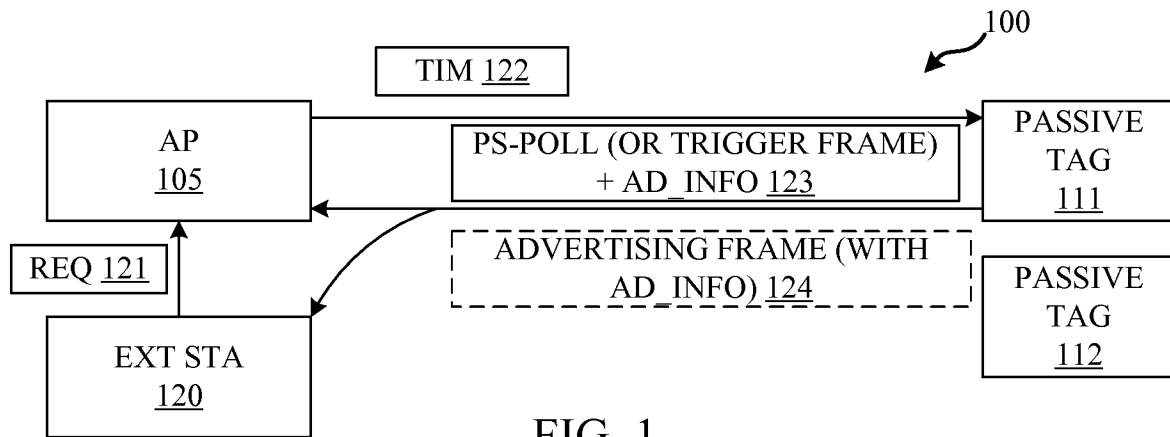 100
TIM 122
AP
105
PS-POLL (OR TRIGGER FRAME)
+ AD_INFO 123
PASSIVE
TAG
111
REQ 121
ADVERTISING FRAME (WITH
AD_INFO) 124
PASSIVE
TAG
112
EXT STA
120
FIG. 1